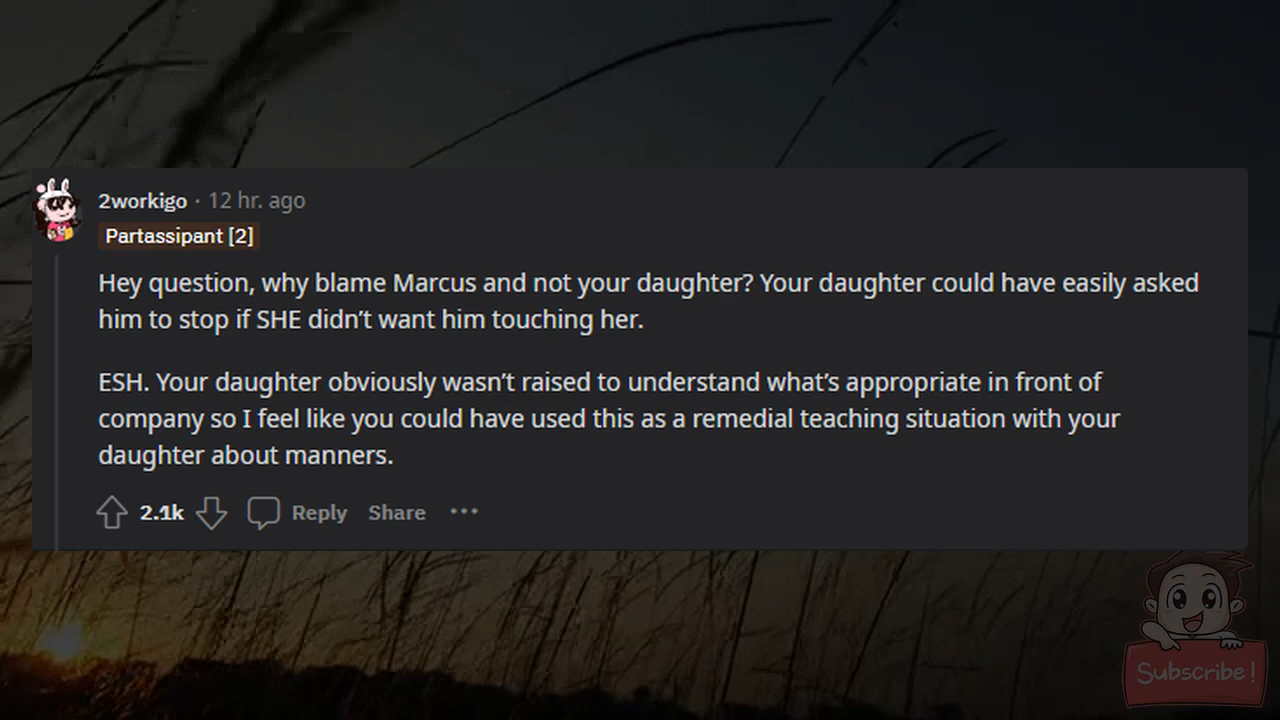 2workigo · 12 hr. ago
Partassipant [2]
Hey question, why blame Marcus and not your daughter? Your daughter could have easily asked
him to stop if SHE didn’t want him touching her.
ESH. Your daughter obviously wasn’t raised to understand what’s appropriate in front of
company so I feel like you could have used this as a remedial teaching situation with your
daughter about manners.
2.1k Reply Share •••
Subscribe!